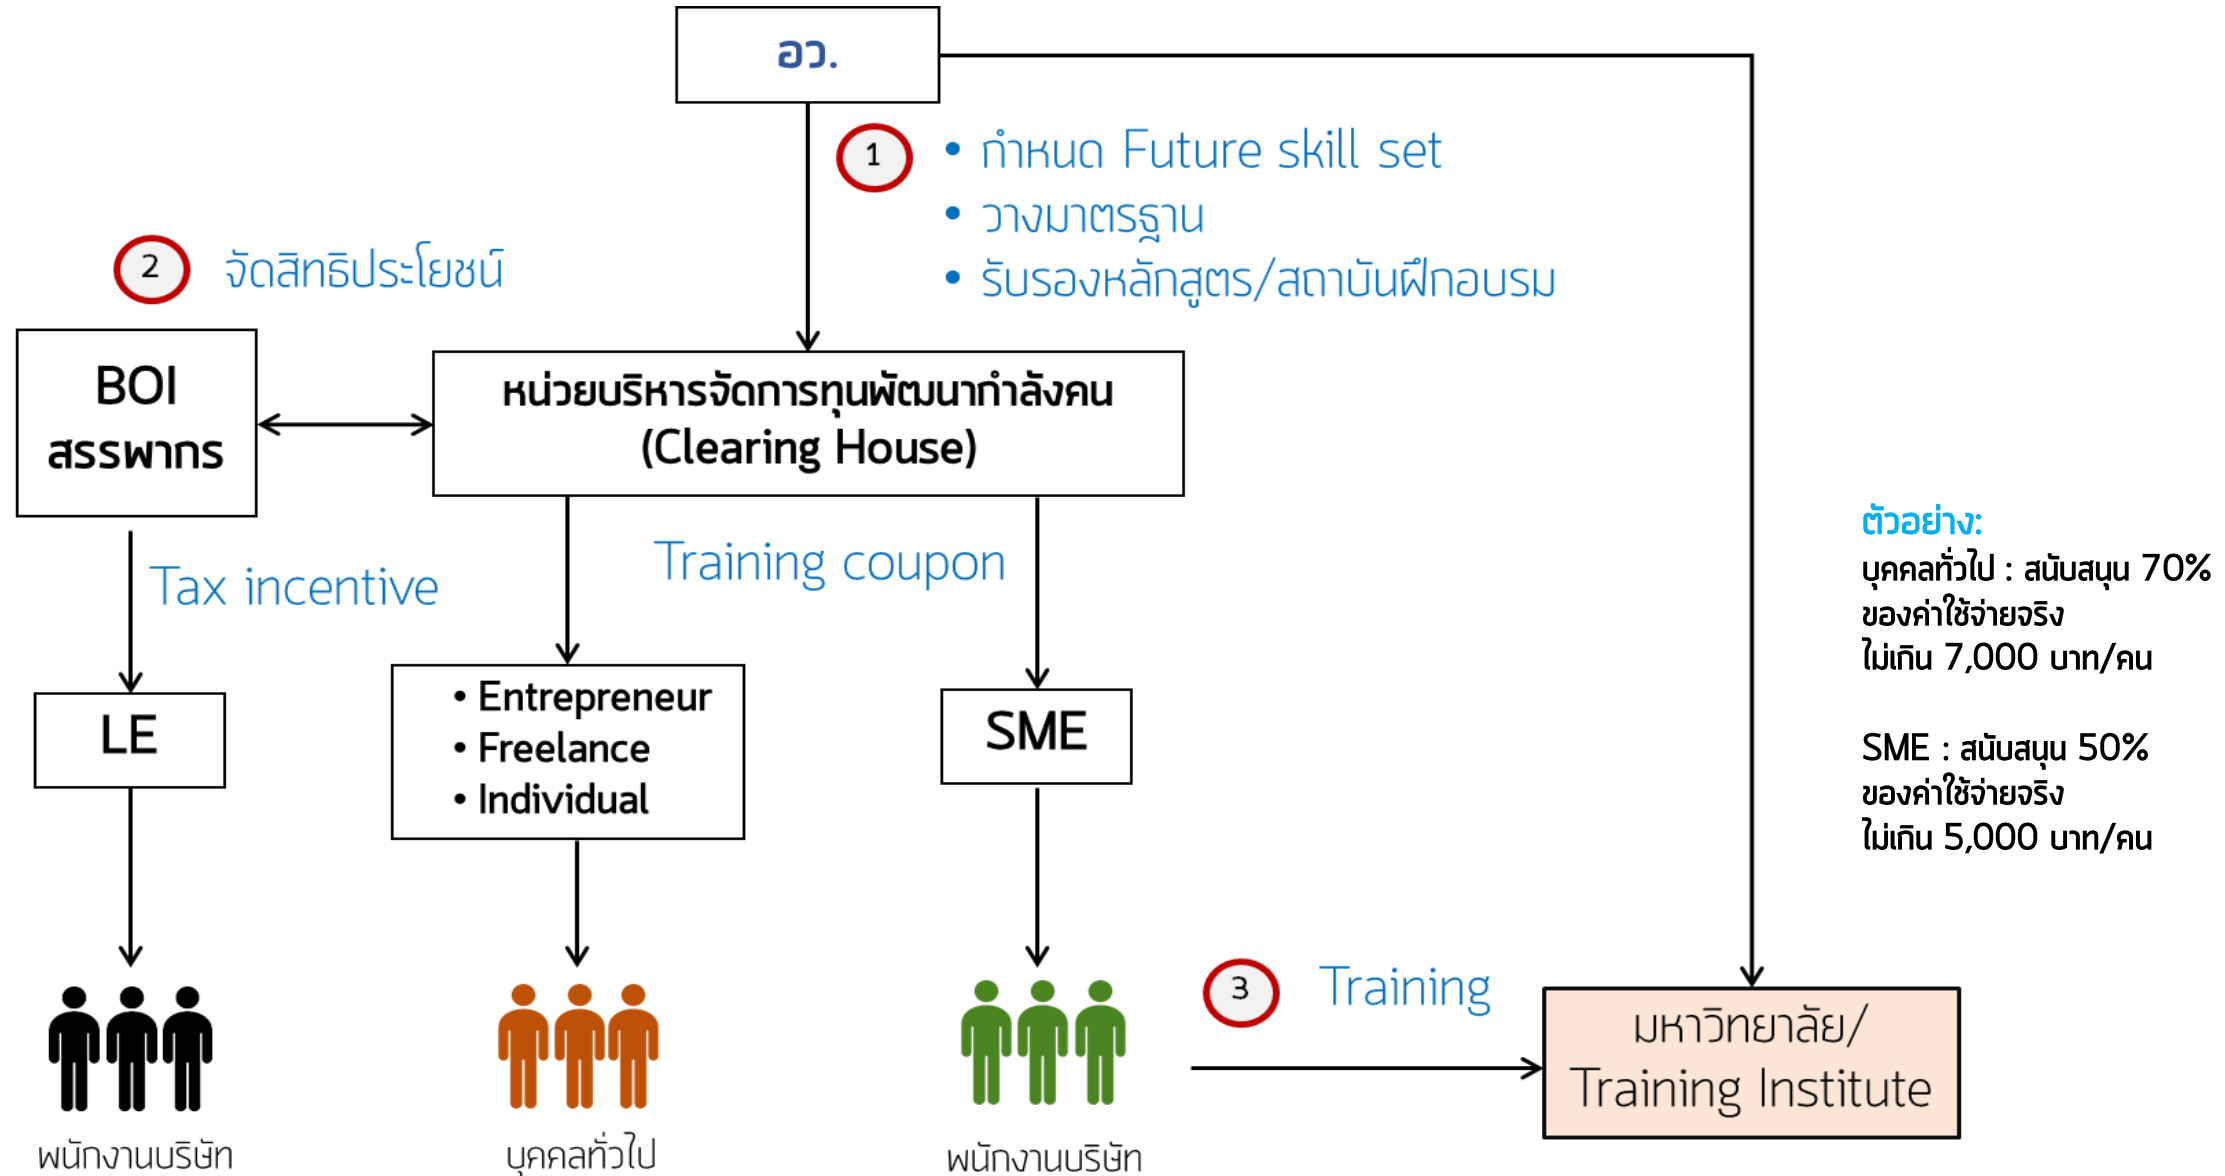 อว.
1
• กำหนด Future skill set
• วางมาตรฐาน
• รับรองหลักสูตร/สถาบันฝึกอบรม
2
จัดสิทธิประโยชน์
BOI
สรรพากร
หน่วยบริหารจัดการทุนพัฒนากำลังคน
(Clearing House)
Tax incentive
Training coupon
LE
• Entrepreneur
• Freelance
• Individual
SME
ตัวอย่าง:
บุคคลทั่วไป : สนับสนุน 70%
ของค่าใช้จ่ายจริง
ไม่เกิน 7,000 บาท/คน
SME : สนับสนุน 50%
ของค่าใช้จ่ายจริง
ไม่เกิน 5,000 บาท/คน
3
Training
มหาวิทยาลัย/
Training Institute
พนักงานบริษัท
บุคคลทั่วไป
พนักงานบริษัท